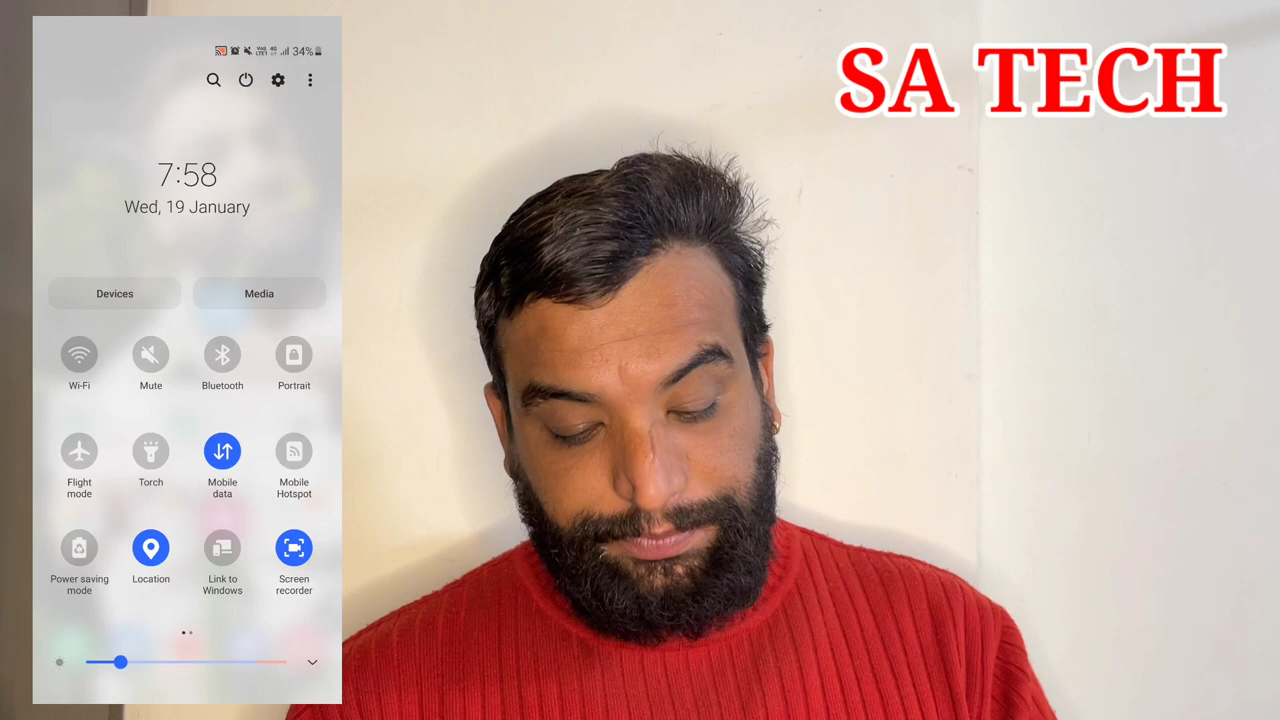 34%
7:58
Wed, 19 January
Devices Media
Wi-Fi Mute Bluetooth Portrait
Flight mode Torch Mobile data Mobile Hotspot
Power saving mode Location Link to Windows Screen recorder
SA TECH